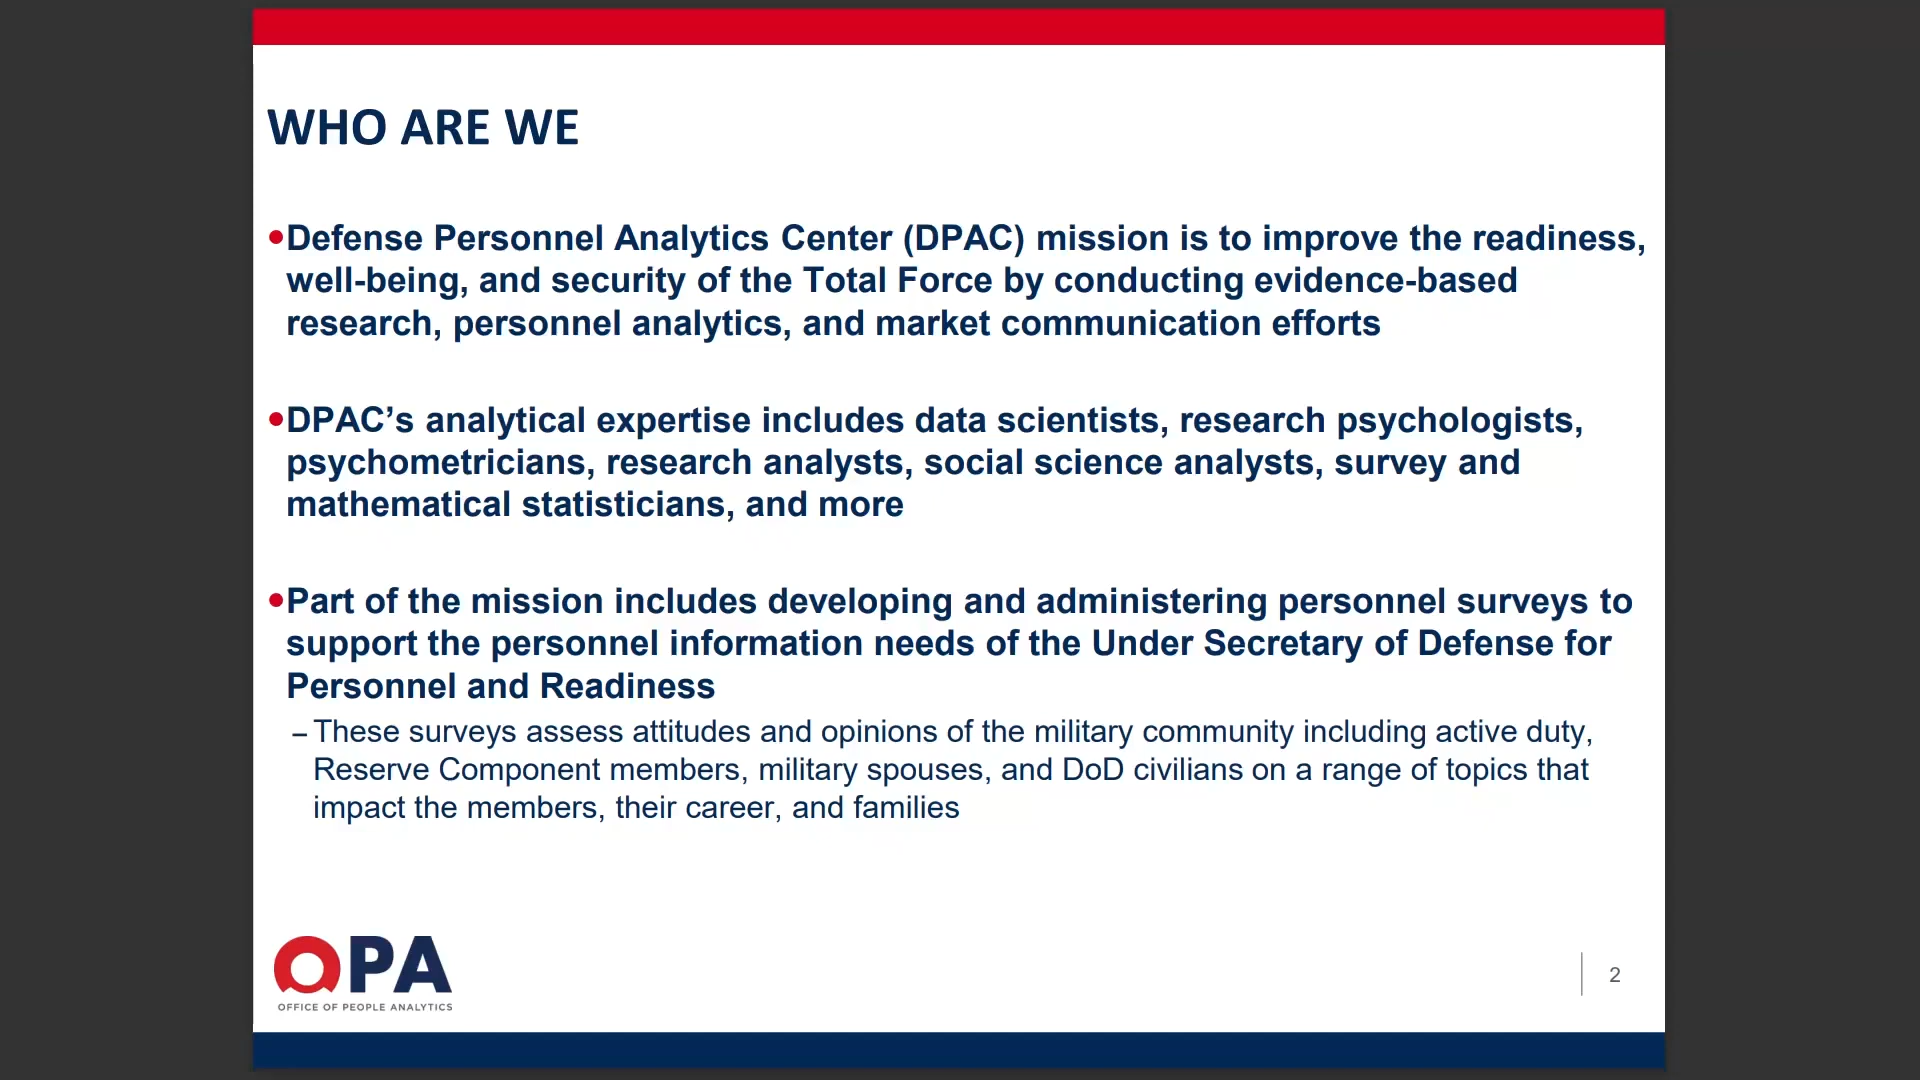 WHO ARE WE
•Defense Personnel Analytics Center (DPAC) mission is to improve the readiness,
well-being, and security of the Total Force by conducting evidence-based
research, personnel analytics, and market communication efforts
•DPAC’s analytical expertise includes data scientists, research psychologists,
psychometricians, research analysts, social science analysts, survey and
mathematical statisticians, and more
•Part of the mission includes developing and administering personnel surveys to
support the personnel information needs of the Under Secretary of Defense for
Personnel and Readiness
– These surveys assess attitudes and opinions of the military community including active duty,
Reserve Component members, military spouses, and DoD civilians on a range of topics that
impact the members, their career, and families
OPA
OFFICE OF PEOPLE ANALYTICS
2